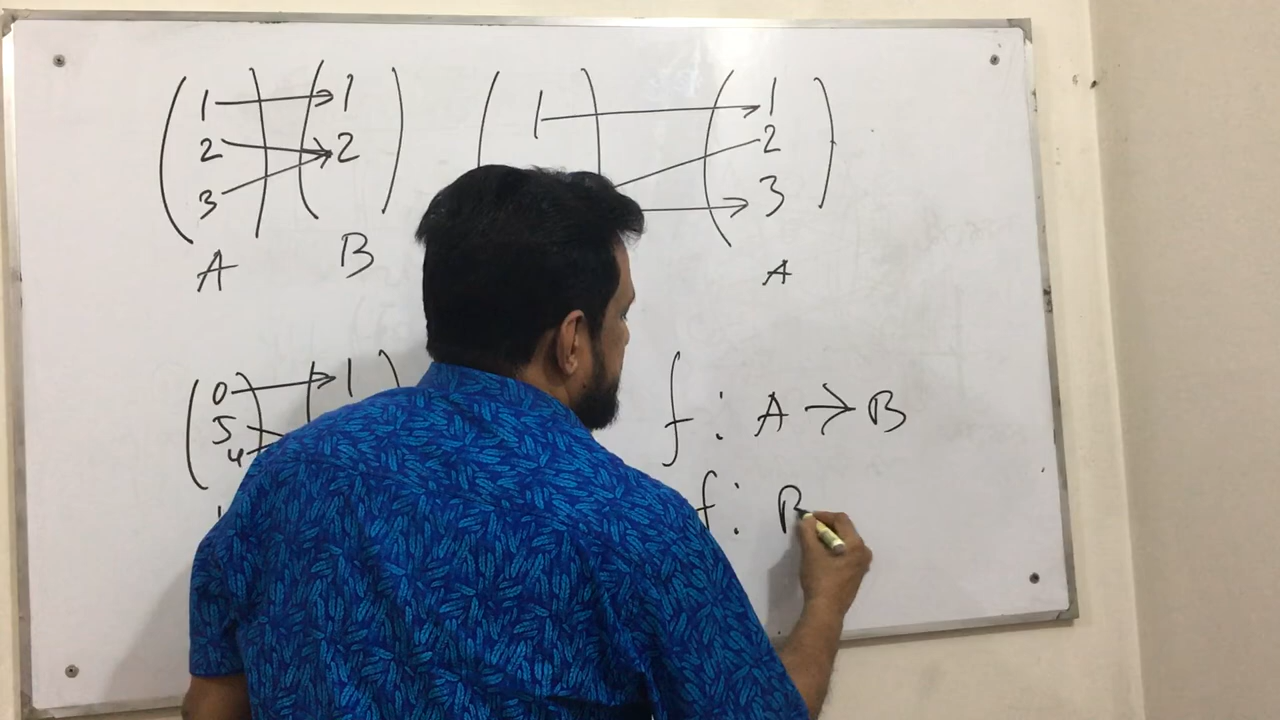 1 1 1 1
2 2 2
3 3
A B A
0 1
5
4
f : A → B
f : B